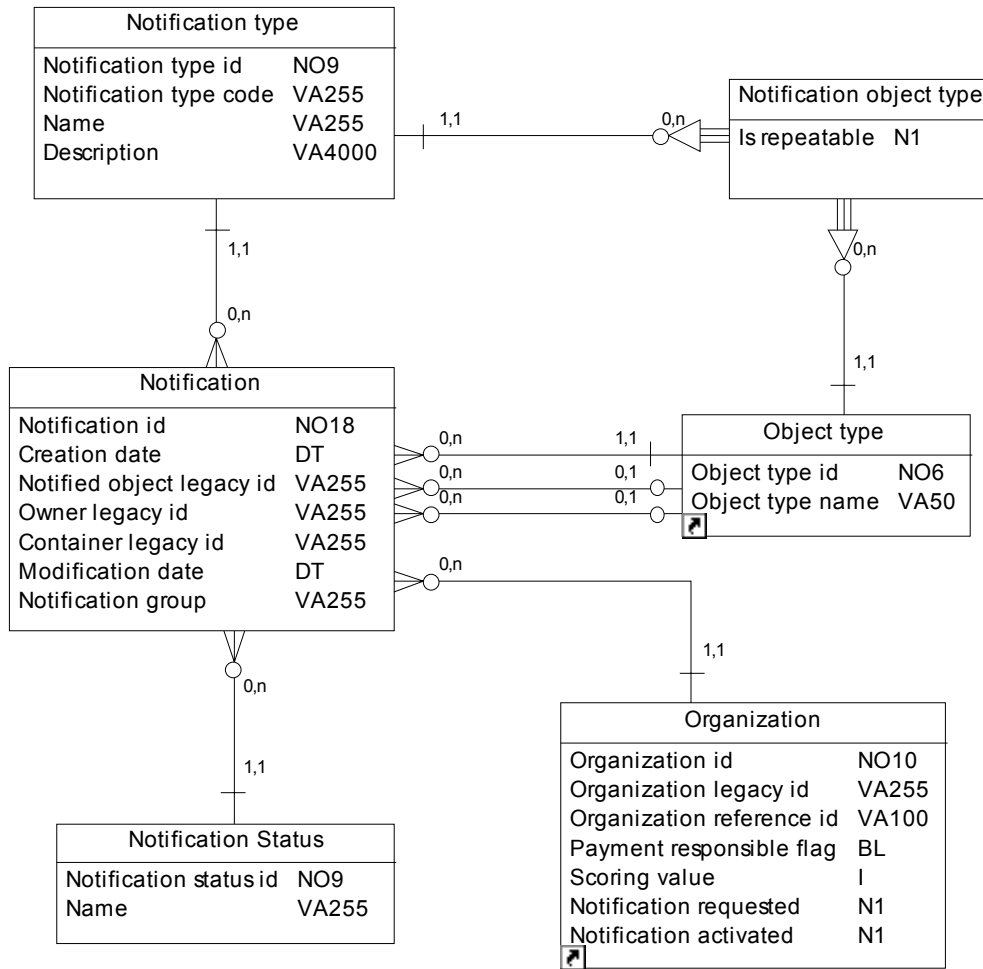 Notification type
Notification type id NO9
Notification type code VA255
Name VA255
Description VA4000
1,1
0,n
Notification object type
Is repeatable N1
1,1
0,n
0,n
1,1
Notification
Notification id NO18
Creation date DT
Notified object legacy id VA255
Owner legacy id VA255
Container legacy id VA255
Modification date DT
Notification group VA255
0,n
1,1
0,n
0,1
0,n
0,1
Object type
Object type id NO6
Object type name VA50
0,n
1,1
0,n
1,1
Organization
Organization id NO10
Organization legacy id VA255
Organization reference id VA100
Payment responsible flag BL
Scoring value I
Notification requested N1
Notification activated N1
Notification Status
Notification status id NO9
Name VA255